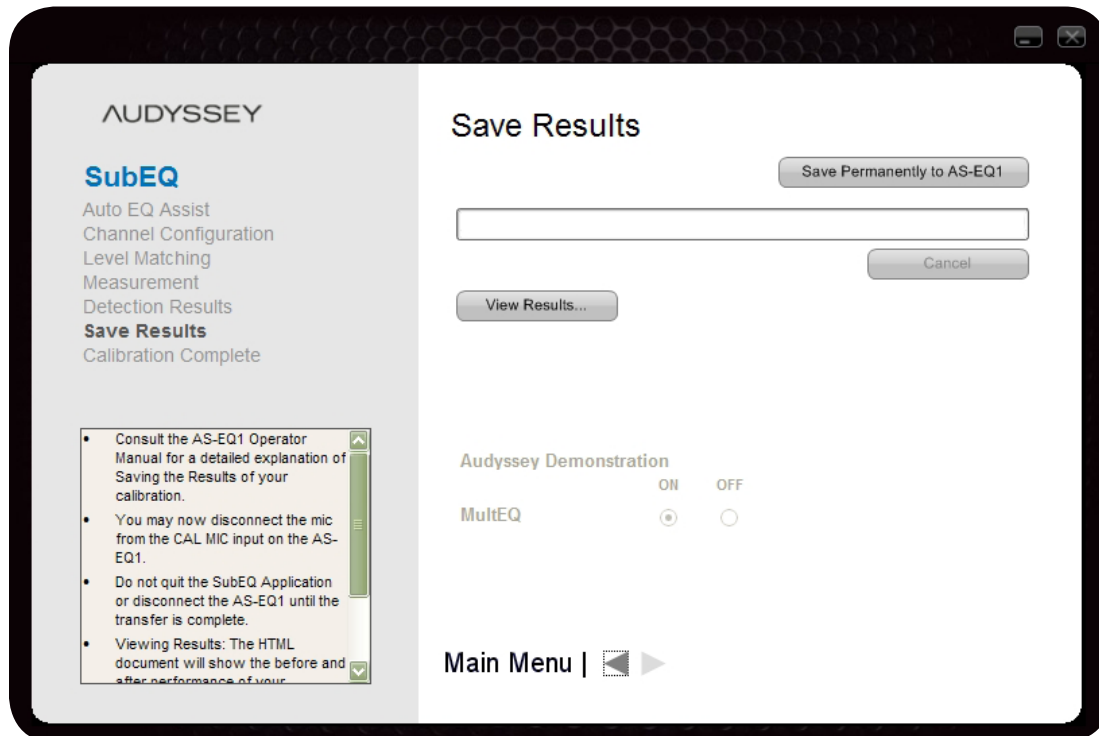 AUDYSSEY
SubEQ
Auto EQ Assist
Channel Configuration
Level Matching
Measurement
Detection Results
Save Results
Calibration Complete
• Consult the AS-EQ1 Operator
Manual for a detailed explanation of
Saving the Results of your
calibration.
• You may now disconnect the mic
from the CAL MIC input on the AS-
EQ1.
• Do not quit the SubEQ Application
or disconnect the AS-EQ1 until the
transfer is complete.
• Viewing Results: The HTML
document will show the before and
after performance of your
Save Results
Save Permanently to AS-EQ1
Cancel
View Results...
Audyssey Demonstration
ON OFF
MultEQ
Main Menu |